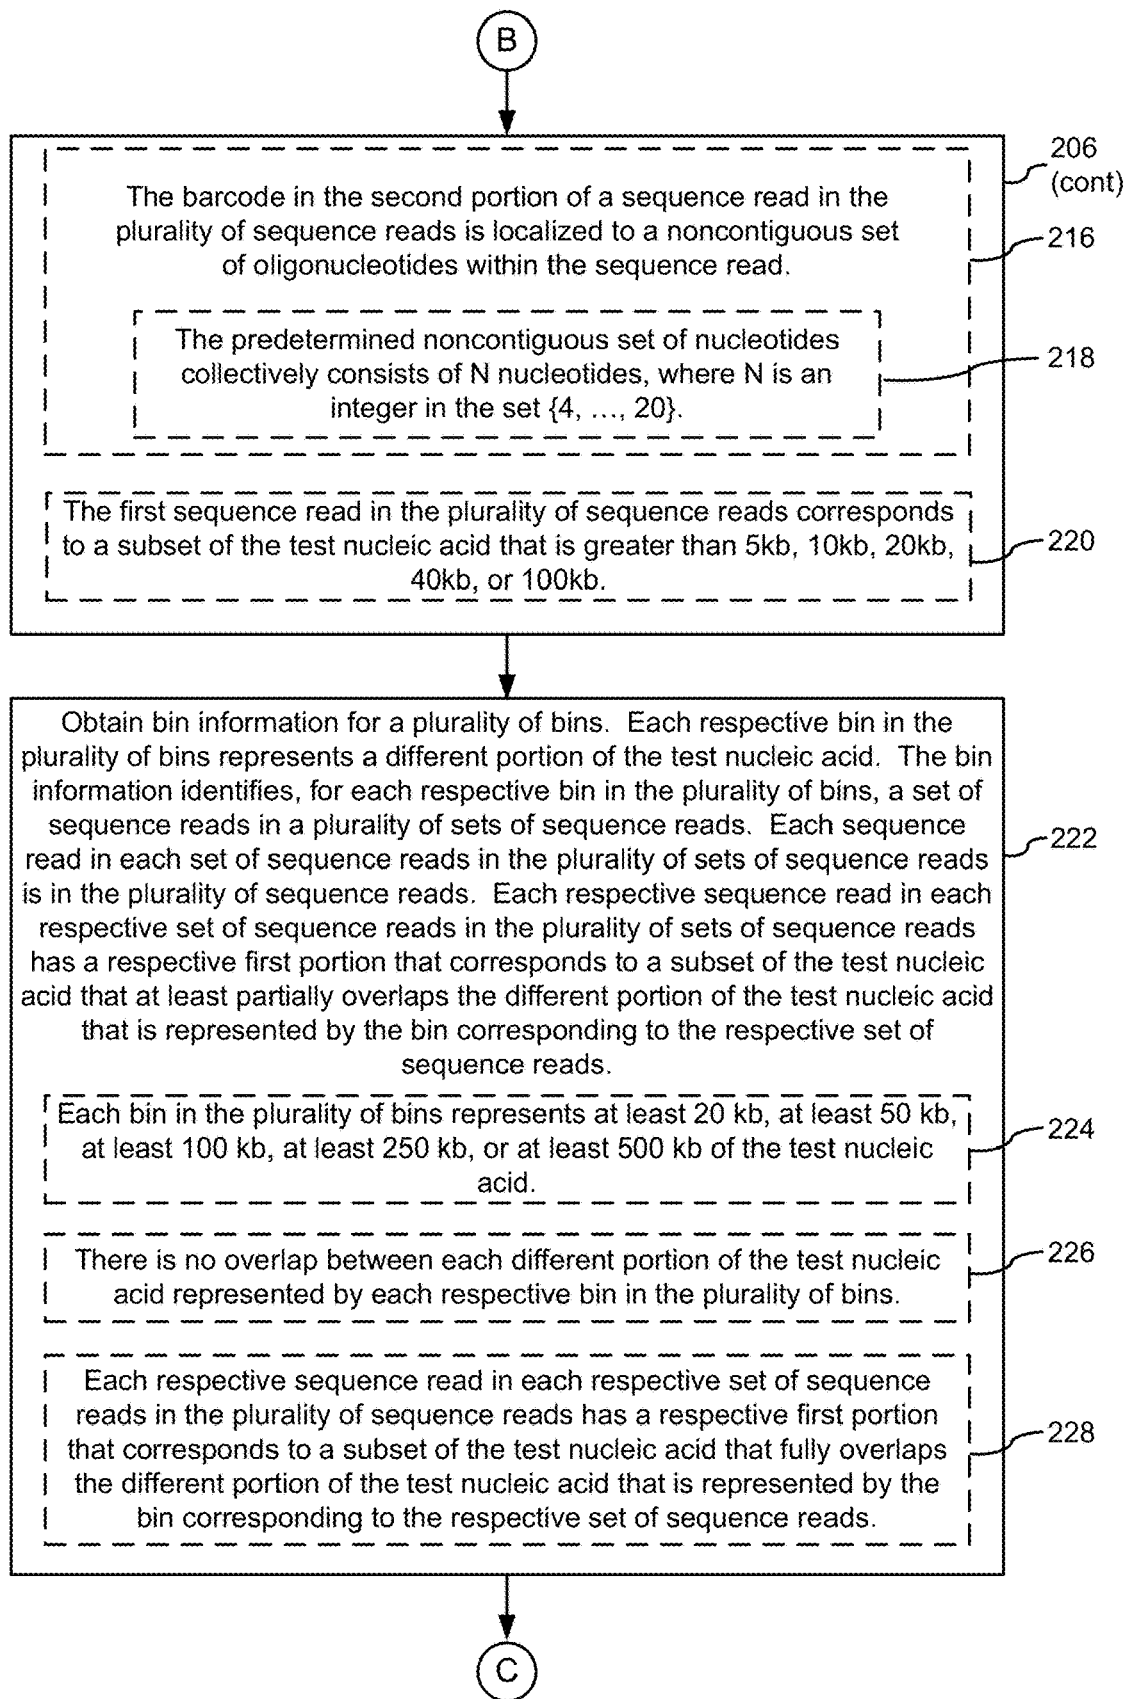 B
206
(cont)
The barcode in the second portion of a sequence read in the
plurality of sequence reads is localized to a noncontiguous set
of oligonucleotides within the sequence read.
216
The predetermined noncontiguous set of nucleotides
collectively consists of N nucleotides, where N is an
integer in the set {4, …, 20}.
218
The first sequence read in the plurality of sequence reads corresponds
to a subset of the test nucleic acid that is greater than 5kb, 10kb, 20kb,
40kb, or 100kb.
220
Obtain bin information for a plurality of bins.  Each respective bin in the
plurality of bins represents a different portion of the test nucleic acid.  The bin
information identifies, for each respective bin in the plurality of bins, a set of
sequence reads in a plurality of sets of sequence reads.  Each sequence
read in each set of sequence reads in the plurality of sets of sequence reads
is in the plurality of sequence reads.  Each respective sequence read in each
respective set of sequence reads in the plurality of sets of sequence reads
has a respective first portion that corresponds to a subset of the test nucleic
acid that at least partially overlaps the different portion of the test nucleic acid
that is represented by the bin corresponding to the respective set of
sequence reads.
222
Each bin in the plurality of bins represents at least 20 kb, at least 50 kb,
at least 100 kb, at least 250 kb, or at least 500 kb of the test nucleic
acid.
224
There is no overlap between each different portion of the test nucleic
acid represented by each respective bin in the plurality of bins.
226
Each respective sequence read in each respective set of sequence
reads in the plurality of sequence reads has a respective first portion
that corresponds to a subset of the test nucleic acid that fully overlaps
the different portion of the test nucleic acid that is represented by the
bin corresponding to the respective set of sequence reads.
228
C